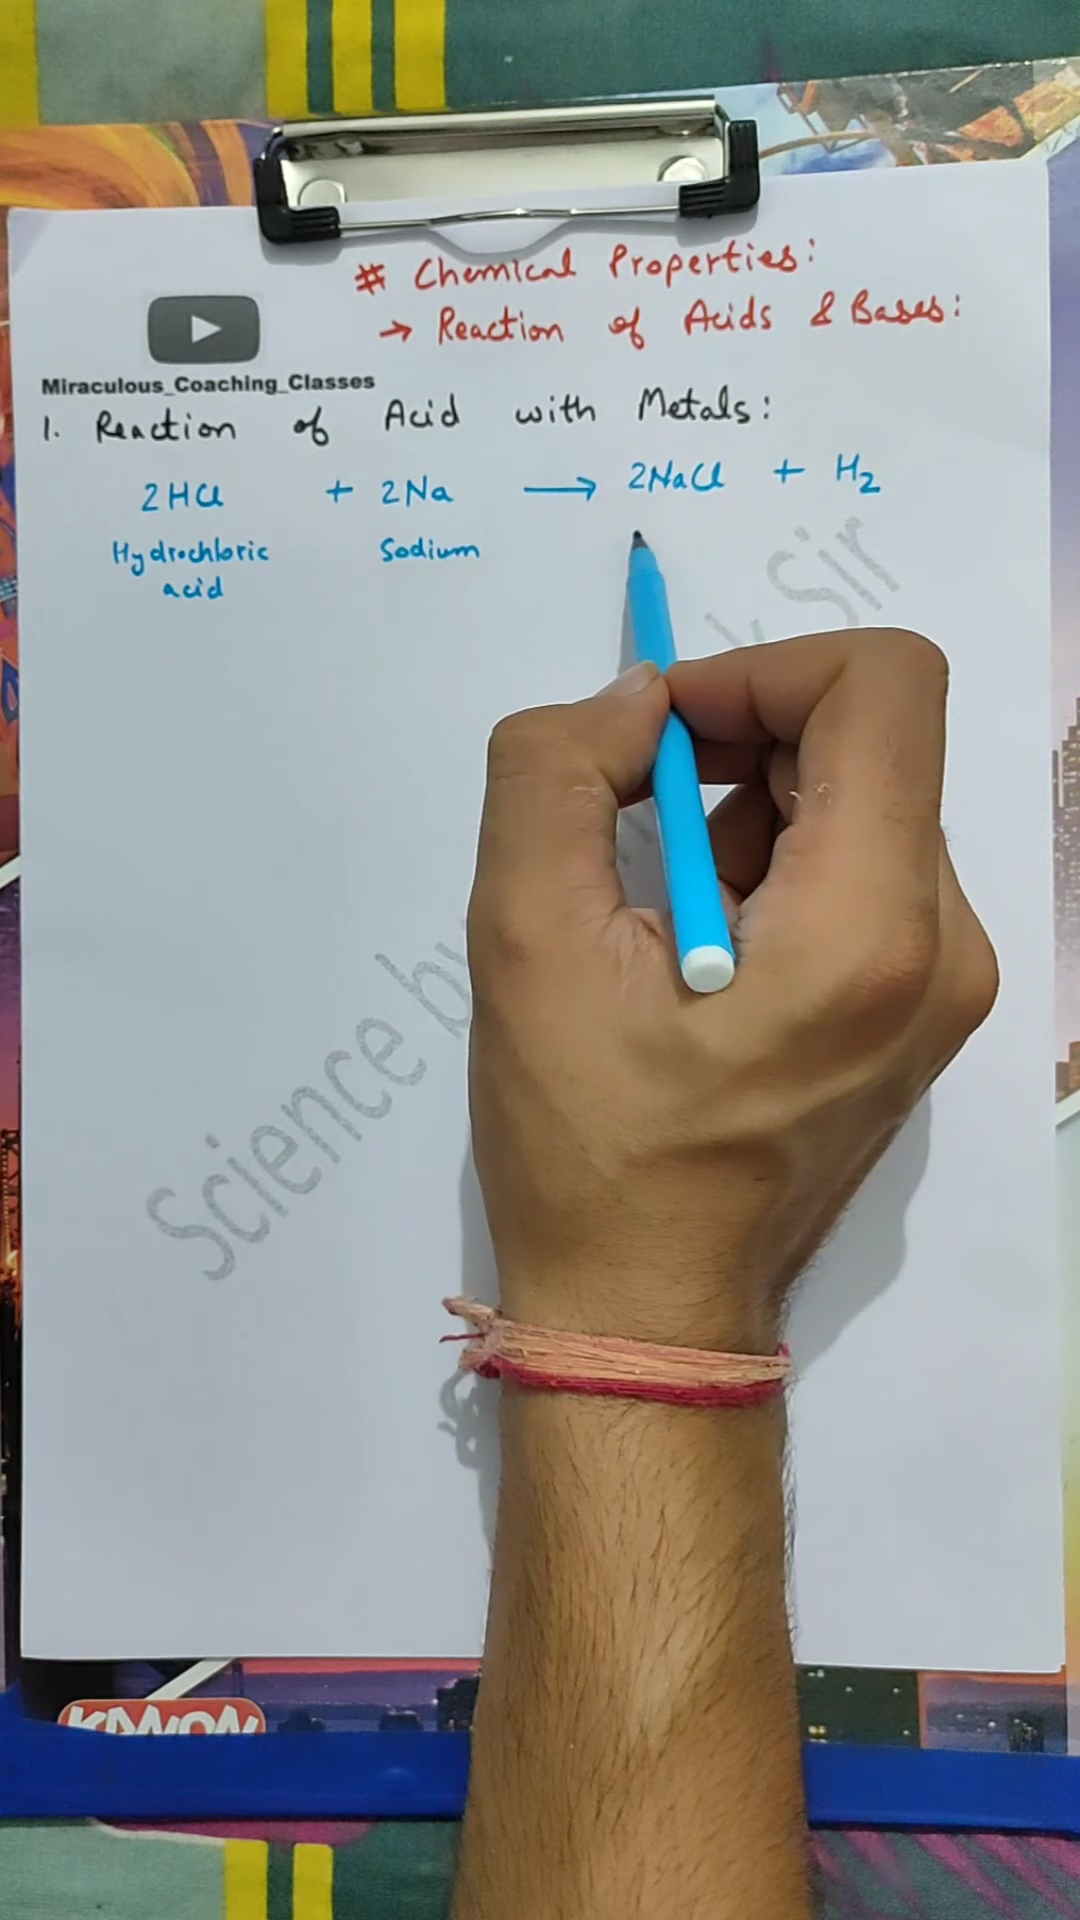 # Chemical Properties:
→ Reaction of Acids & Bases:
Miraculous_Coaching_Classes
1. Reaction of Acid with Metals:
2HCl + 2Na → 2NaCl + H₂
Hydrochloric acid
Sodium
Science by
Sir